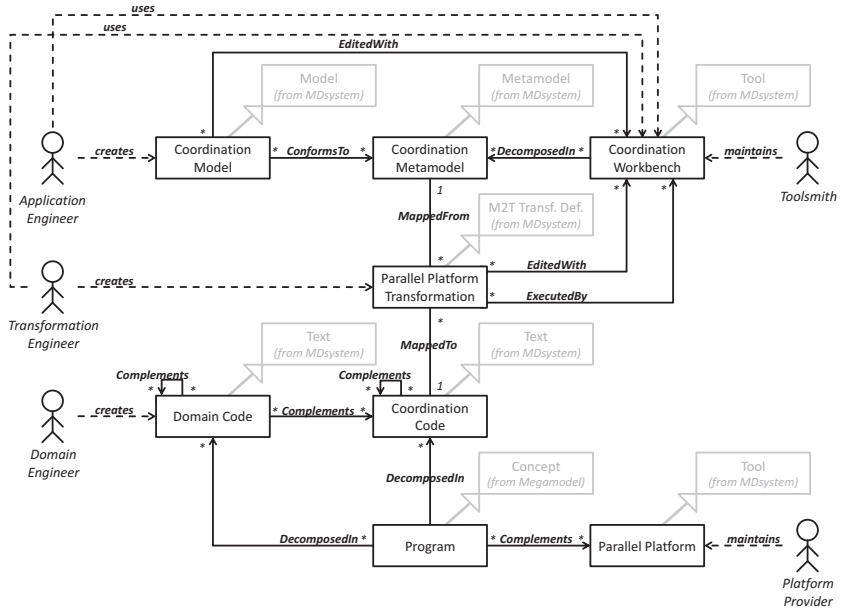 uses
uses
EditedWith
Model
(from MDsystem)
Metamodel
(from MDsystem)
Tool
(from MDsystem)
*
*
creates
Coordination
Model
*
ConformsTo
*
Coordination
Metamodel
*
DecomposedIn
Coordination
Workbench
maintains
Application
Engineer
Toolsmith
1
*
*
MappedFrom
M2T Transf. Def.
(from MDsystem)
*
*
EditedWith
creates
Parallel Platform
Transformation
*
ExecutedBy
Transformation
Engineer
*
Text
(from MDsystem)
MappedTo
Text
(from MDsystem)
Complements
*
*
Complements
*
*
1
creates
Domain Code
*
Complements
*
Coordination
Code
Domain
Engineer
*
*
Concept
(from Megamodel)
Tool
(from MDsystem)
DecomposedIn
DecomposedIn
*
Program
*
Complements
*
Parallel Platform
maintains
Platform
Provider